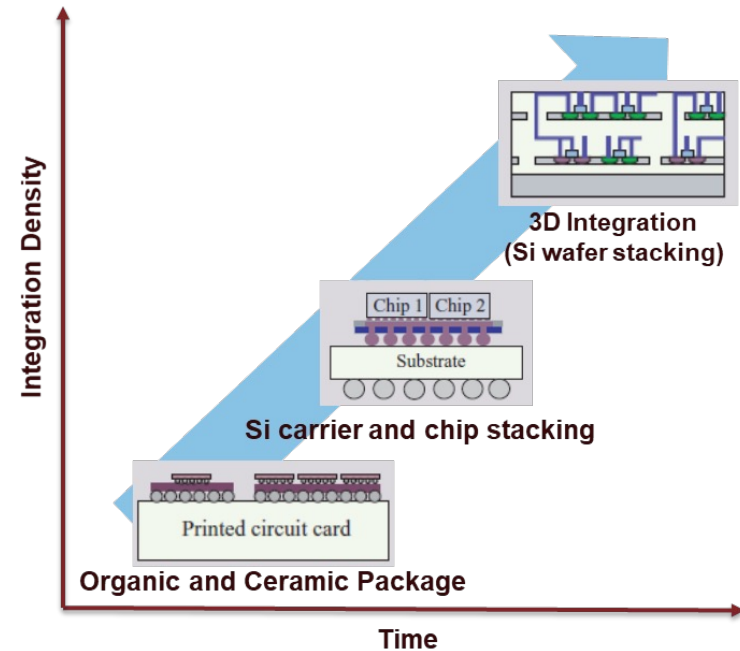 Integration Density
3D Integration
(Si wafer stacking)
Chip 1 Chip 2
Substrate
Si carrier and chip stacking
Printed circuit card
Organic and Ceramic Package
Time